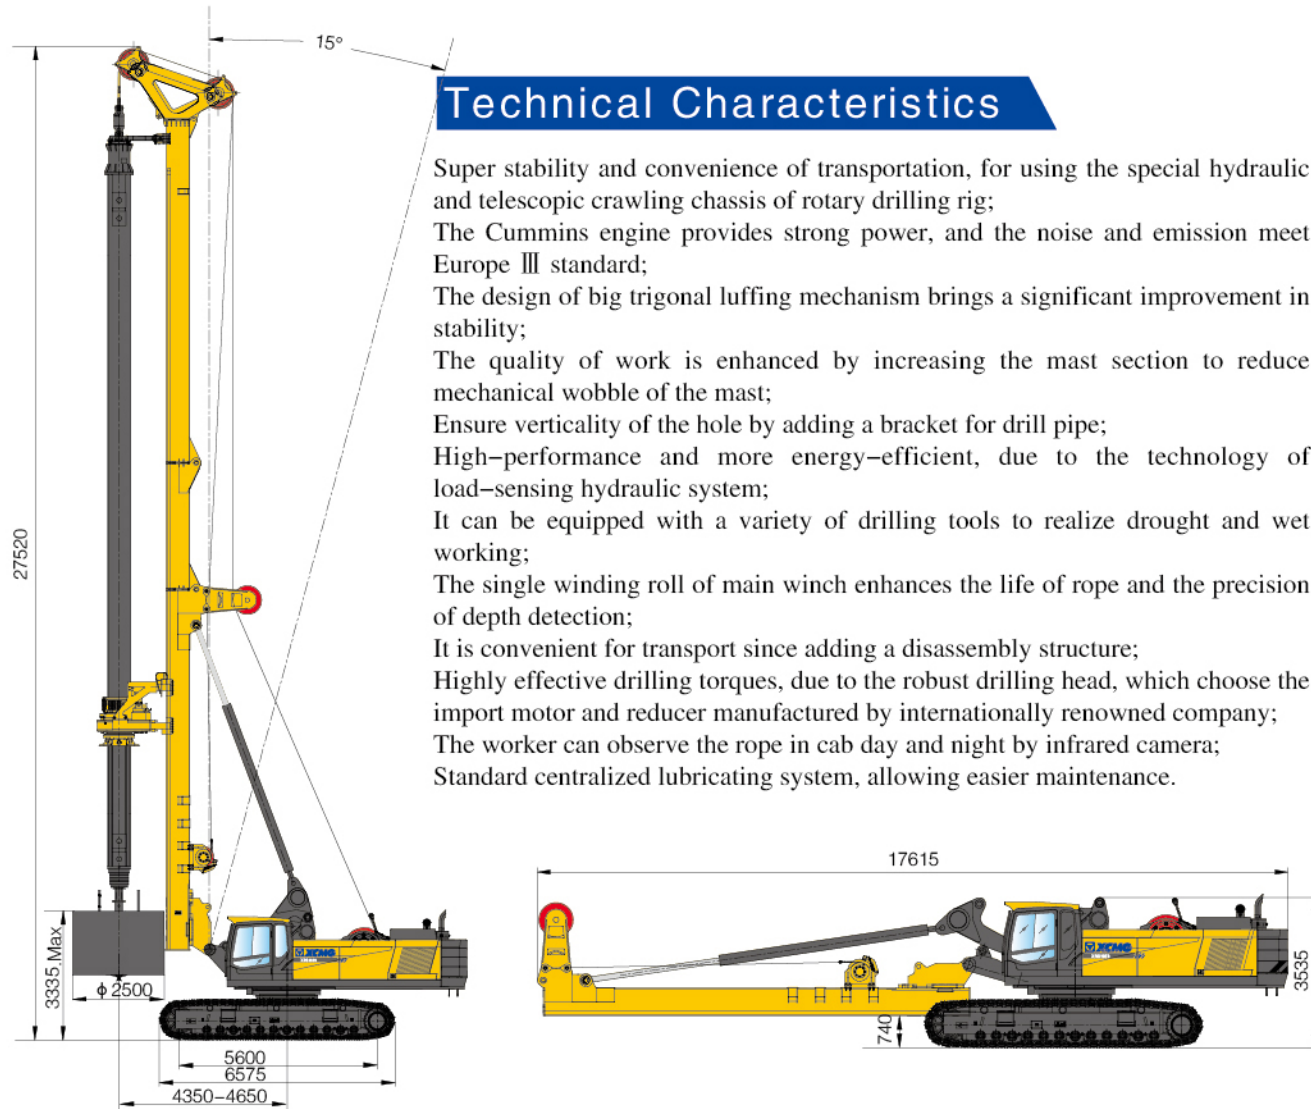 15°
Technical Characteristics
Super stability and convenience of transportation, for using the special hydraulic
and telescopic crawling chassis of rotary drilling rig;
The Cummins engine provides strong power, and the noise and emission meet
Europe Ⅲ standard;
The design of big trigonal luffing mechanism brings a significant improvement in
stability;
The quality of work is enhanced by increasing the mast section to reduce
mechanical wobble of the mast;
Ensure verticality of the hole by adding a bracket for drill pipe;
High-performance and more energy-efficient, due to the technology of
load-sensing hydraulic system;
It can be equipped with a variety of drilling tools to realize drought and wet
working;
The single winding roll of main winch enhances the life of rope and the precision
of depth detection;
It is convenient for transport since adding a disassembly structure;
Highly effective drilling torques, due to the robust drilling head, which choose the
import motor and reducer manufactured by internationally renowned company;
The worker can observe the rope in cab day and night by infrared camera;
Standard centralized lubricating system, allowing easier maintenance.
27520
3335 Max
ϕ2500
XCMG
5600
6575
4350-4650
17615
XCMG
3535
740